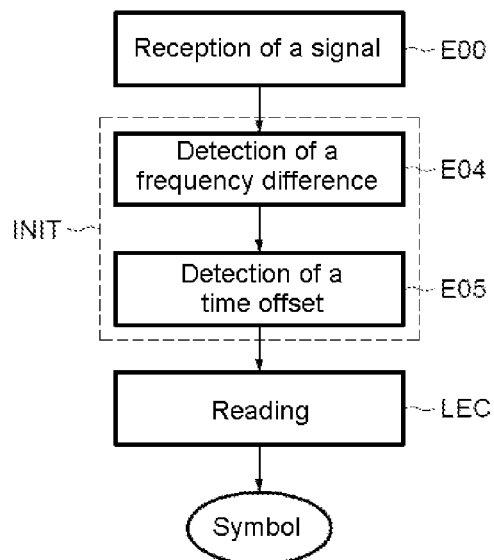 Reception of a signal
E00
Detection of a
frequency difference
E04
INIT
Detection of a
time offset
E05
Reading
LEC
Symbol